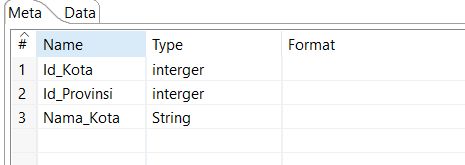 Meta Data
# Name Type Format
1 Id_Kota interger
2 Id_Provinsi interger
3 Nama_Kota String